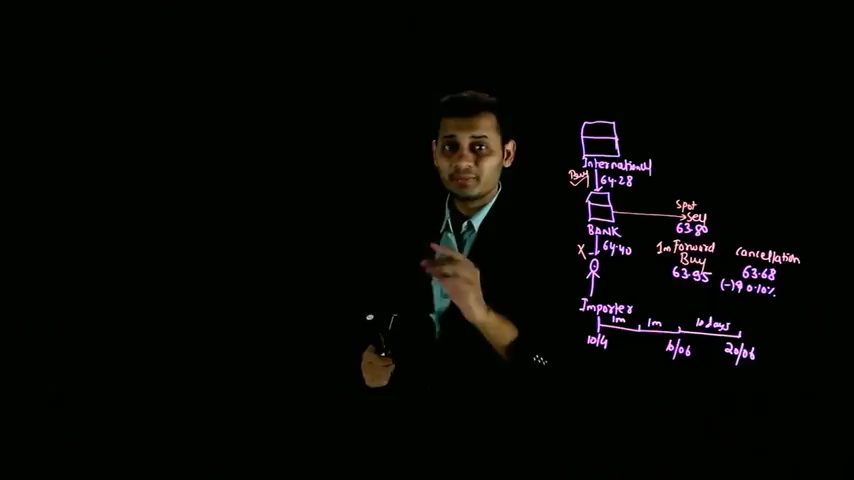 International
Buy 64.28
Spot
Sell
63.80
BANK
X 64.40
1m Forward
Buy
63.95
Cancellation
63.68
(-) 0.10%
Importer
1m 1m 10 days
10/4 10/06 20/06